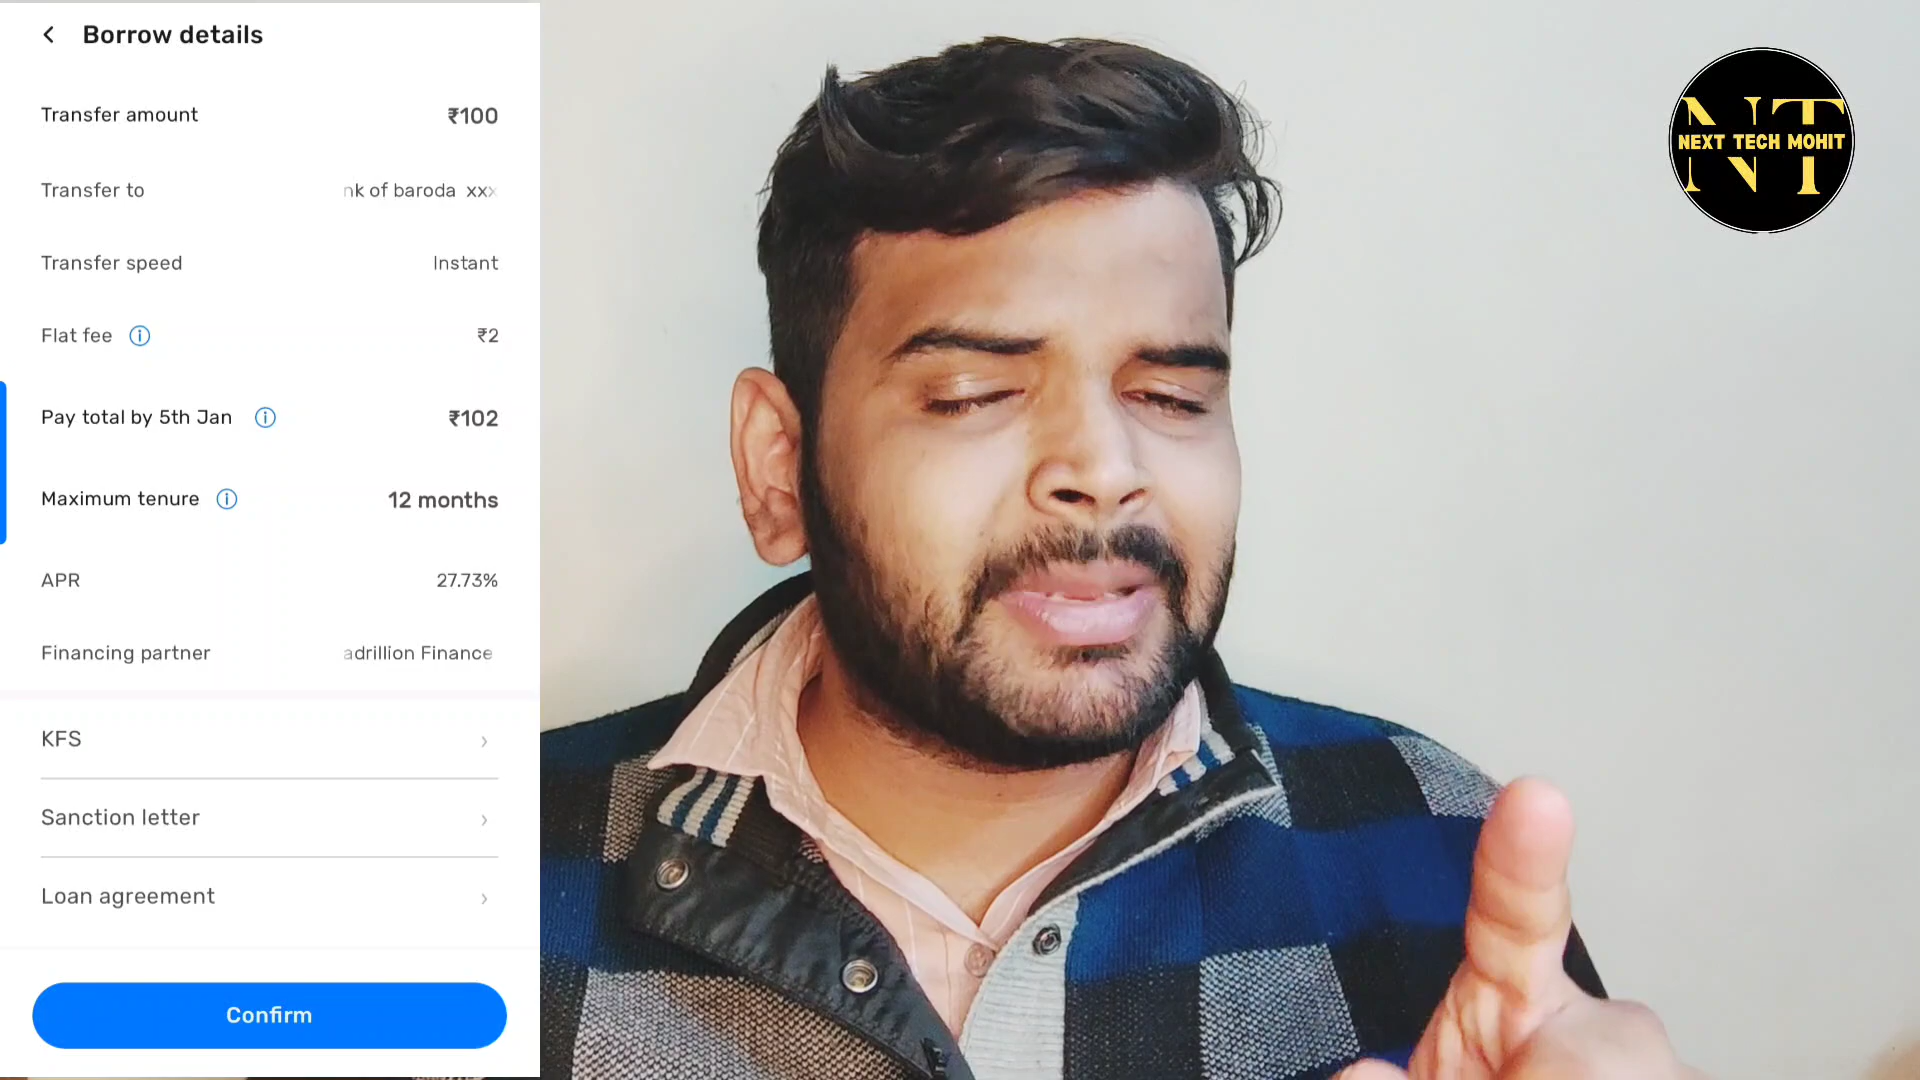 Borrow details
Transfer amount ₹100
Transfer to nk of baroda xxx
Transfer speed Instant
Flat fee ₹2
Pay total by 5th Jan ₹102
Maximum tenure 12 months
APR 27.73%
Financing partner adrillion Finance
KFS
Sanction letter
Loan agreement
Confirm
NT
NEXT TECH MOHIT